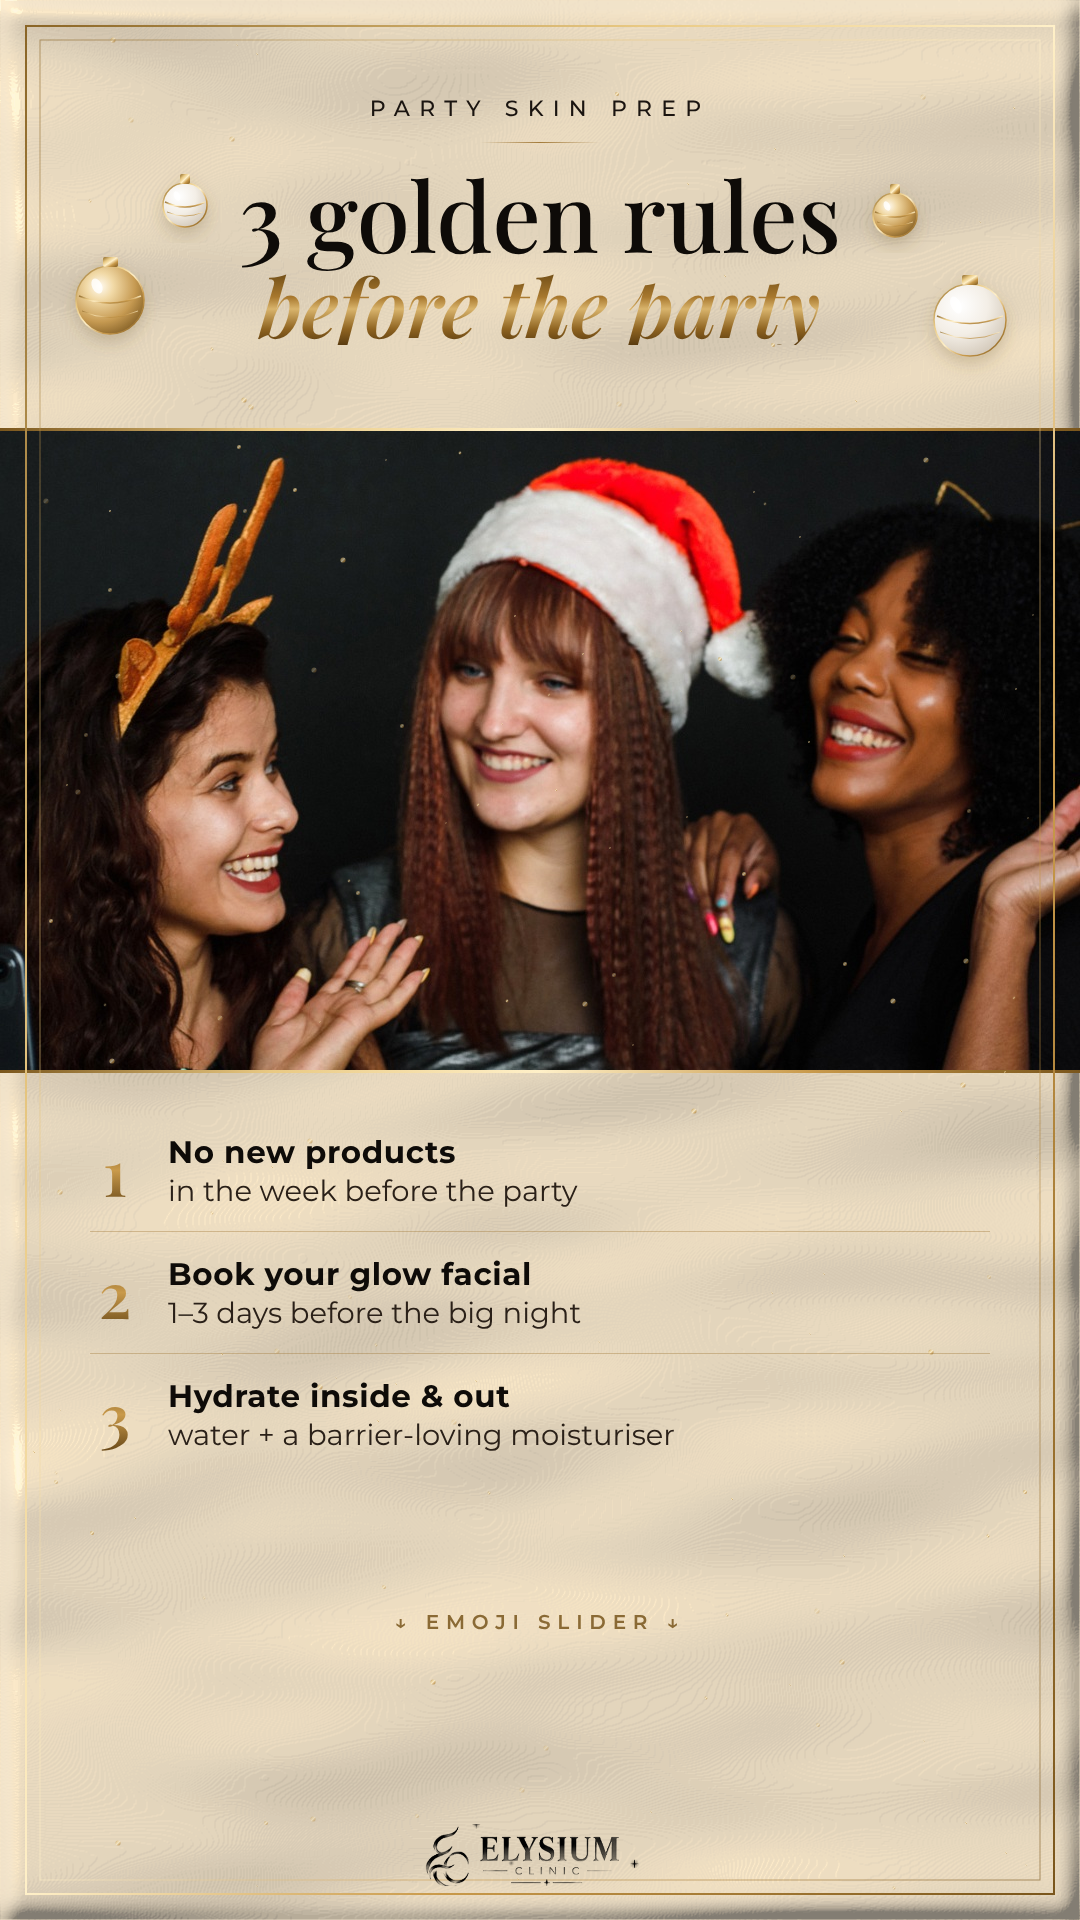 PARTY SKIN PREP
3 golden rules
before the party
1
No new products
in the week before the party
2
Book your glow facial
1–3 days before the big night
3
Hydrate inside & out
water + a barrier-loving moisturiser
↓ EMOJI SLIDER ↓
ELYSIUM
CLINIC